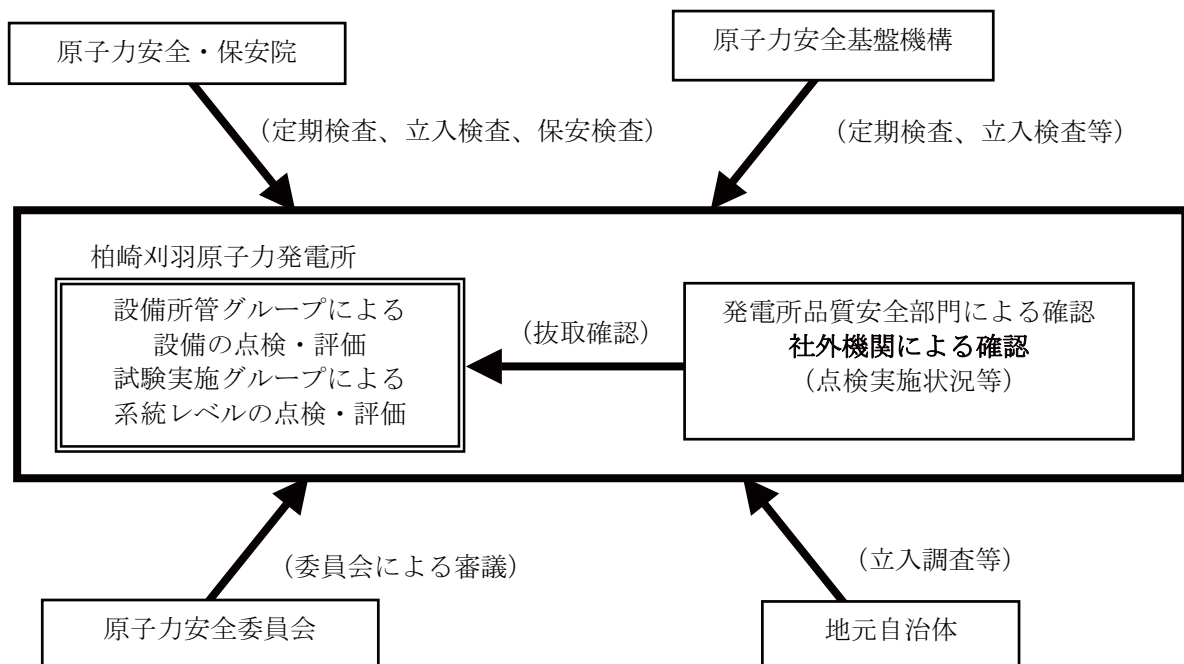 原子力安全・保安院
原子力安全基盤機構
（定期検査、立入検査、保安検査）
（定期検査、立入検査等）
柏崎刈羽原子力発電所
設備所管グループによる
設備の点検・評価
試験実施グループによる
系統レベルの点検・評価
（抜取確認）
発電所品質安全部門による確認
社外機関による確認
（点検実施状況等）
（委員会による審議）
（立入調査等）
原子力安全委員会
地元自治体